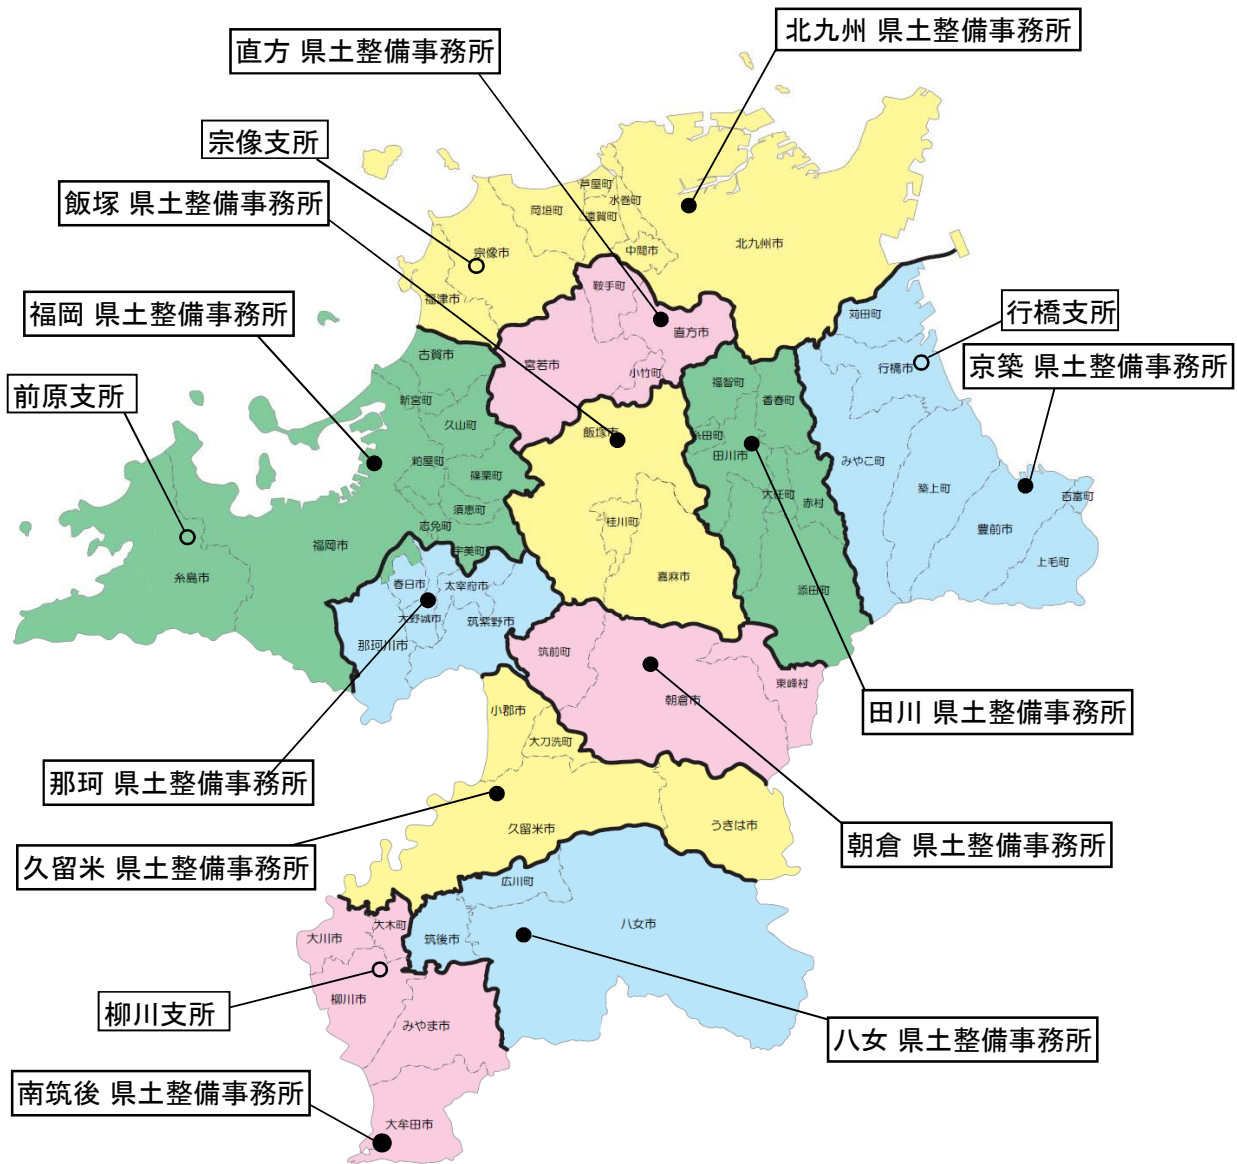 北九州 県土整備事務所
直方 県土整備事務所
宗像支所
飯塚 県土整備事務所
芦屋町
水巻町
岡垣町
遠賀町
中間市
北九州市
宗像市
福津市
鞍手町
直方市
宮若市
小竹町
福岡 県土整備事務所
前原支所
行橋支所
京築 県土整備事務所
苅田町
行橋市
古賀市
新宮町
久山町
粕屋町
篠栗町
須恵町
志免町
宇美町
福岡市
糸島市
福智町
香春町
糸田町
田川市
大任町
赤村
添田町
飯塚市
桂川町
嘉麻市
みやこ町
築上町
豊前市
吉富町
上毛町
春日市
太宰府市
大野城市
筑紫野市
那珂川市
筑前町
朝倉市
東峰村
田川 県土整備事務所
那珂 県土整備事務所
小郡市
大刀洗町
久留米市
うきは市
朝倉 県土整備事務所
久留米 県土整備事務所
広川町
八女市
筑後市
大木町
大川市
柳川市
みやま市
柳川支所
八女 県土整備事務所
南筑後 県土整備事務所
大牟田市